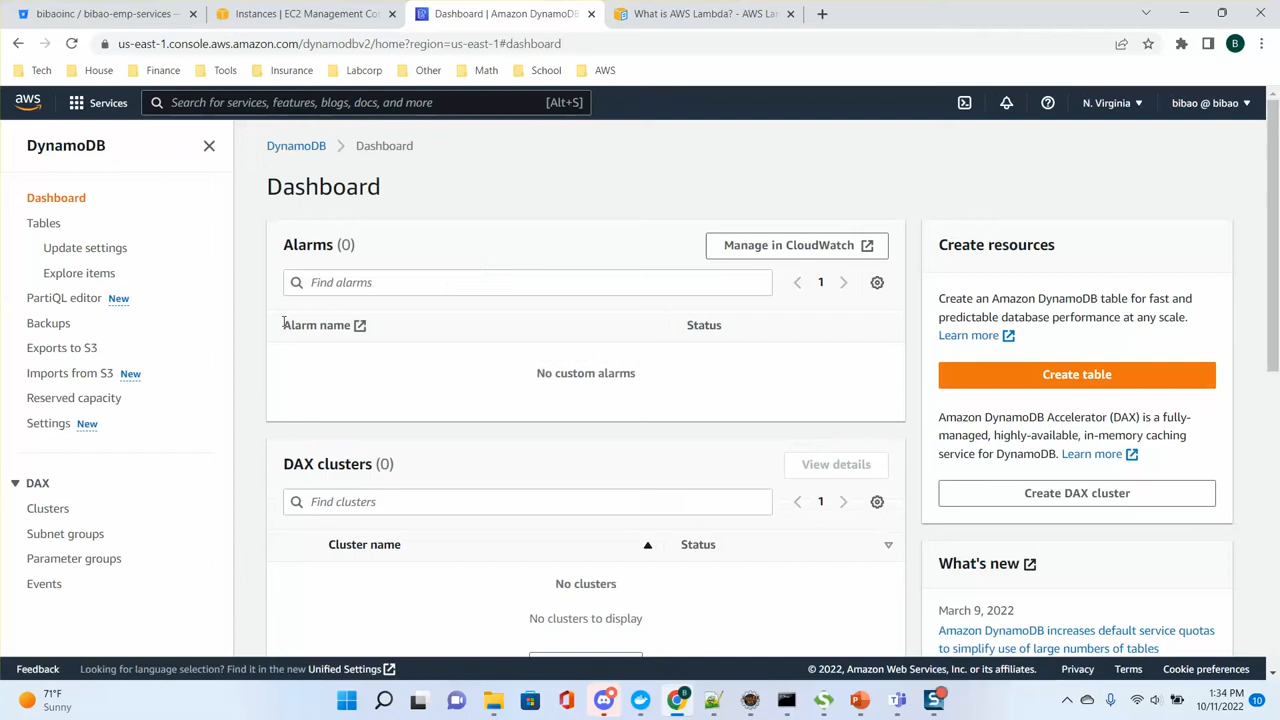 bibaoinc / bibao-emp-services —
Instances | EC2 Management Co
Dashboard | Amazon DynamoDB
What is AWS Lambda? - AWS La
us-east-1.console.aws.amazon.com/dynamodbv2/home?region=us-east-1#dashboard
B
Tech
House
Finance
Tools
Insurance
Labcorp
Other
Math
School
AWS
aws
Services
Search for services, features, blogs, docs, and more
[Alt+S]
N. Virginia
bibao @ bibao
DynamoDB
Dashboard
Tables
Update settings
Explore items
PartiQL editor New
Backups
Exports to S3
Imports from S3 New
Reserved capacity
Settings New
DAX
Clusters
Subnet groups
Parameter groups
Events
DynamoDB
Dashboard
Dashboard
Alarms (0)
Manage in CloudWatch
Find alarms
1
Alarm name
Status
No custom alarms
DAX clusters (0)
View details
Find clusters
1
Cluster name
Status
No clusters
No clusters to display
Create resources
Create an Amazon DynamoDB table for fast and
predictable database performance at any scale.
Learn more
Create table
Amazon DynamoDB Accelerator (DAX) is a fully-
managed, highly-available, in-memory caching
service for DynamoDB. Learn more
Create DAX cluster
What's new
March 9, 2022
Amazon DynamoDB increases default service quotas
to simplify use of large numbers of tables
Feedback
Looking for language selection? Find it in the new Unified Settings
© 2022, Amazon Web Services, Inc. or its affiliates.
Privacy
Terms
Cookie preferences
71°F
Sunny
1:34 PM
10/11/2022
10